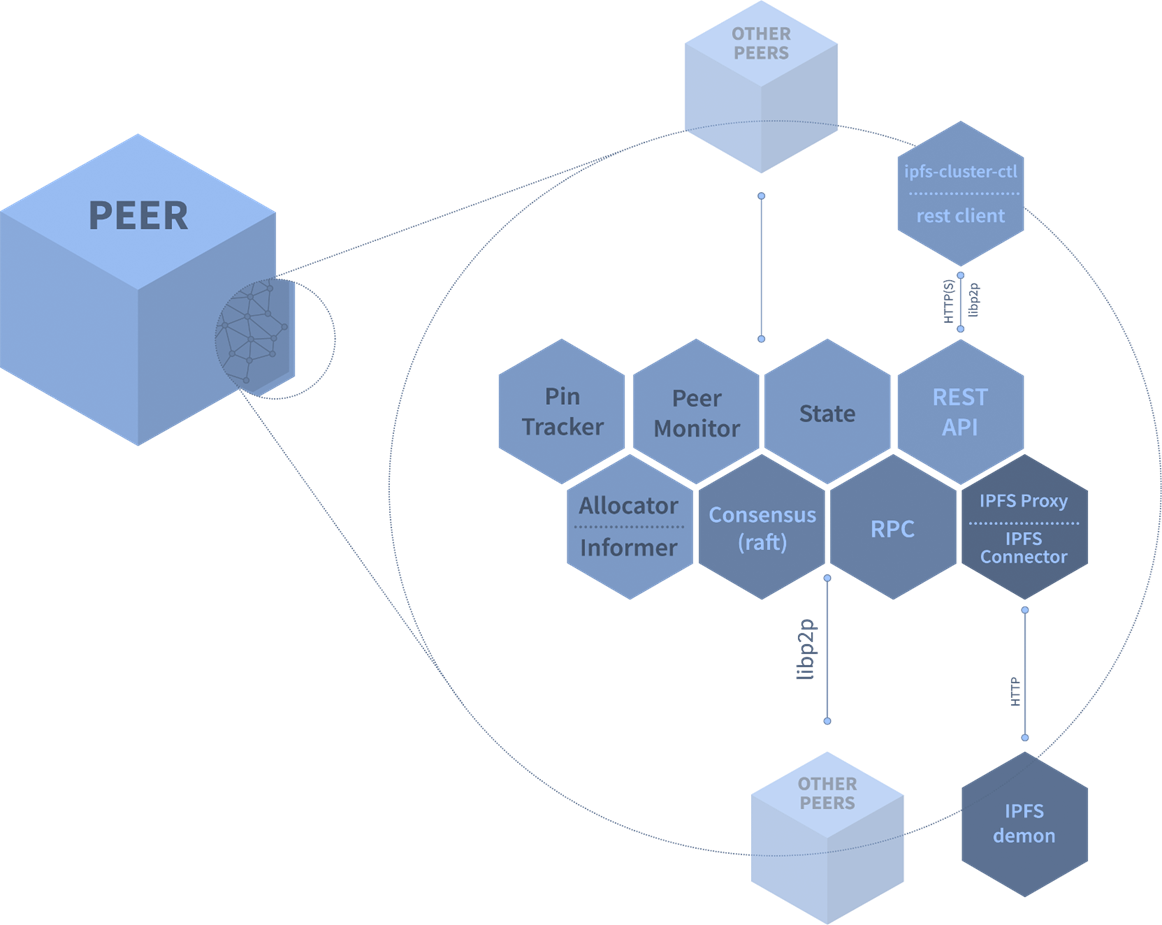 OTHER
PEERS
PEER
ipfs-cluster-ctl
rest client
HTTP(S)
libp2p
Pin
Tracker
Peer
Monitor
State
REST
API
Allocator
Informer
Consensus
(raft)
RPC
IPFS Proxy
IPFS
Connector
libp2p
HTTP
OTHER
PEERS
IPFS
demon